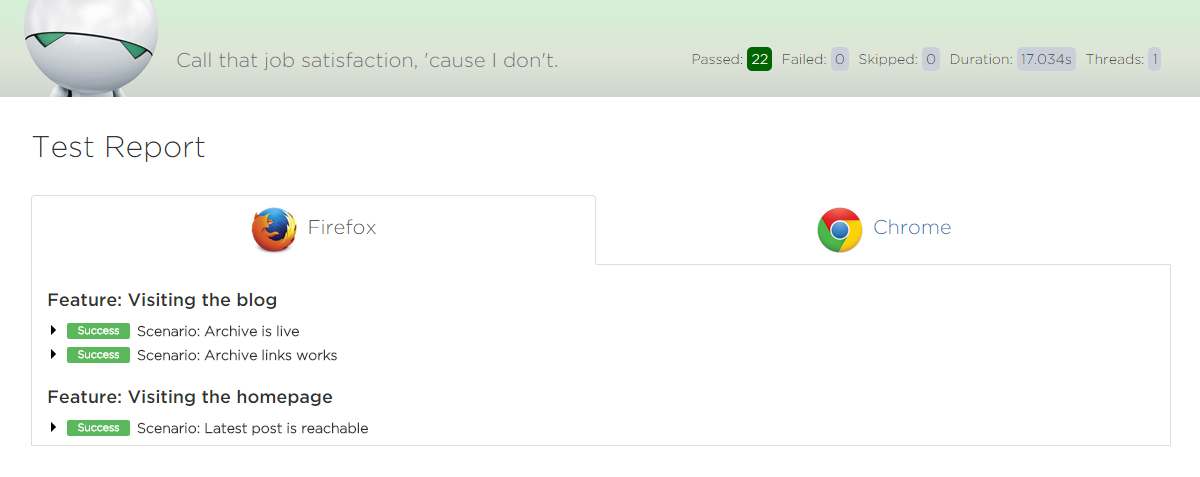 Call that job satisfaction, 'cause I don't.
Passed: 22 Failed: 0 Skipped: 0 Duration: 17.034s Threads: 1
Test Report
Firefox
Chrome
Feature: Visiting the blog
Success Scenario: Archive is live
Success Scenario: Archive links works
Feature: Visiting the homepage
Success Scenario: Latest post is reachable